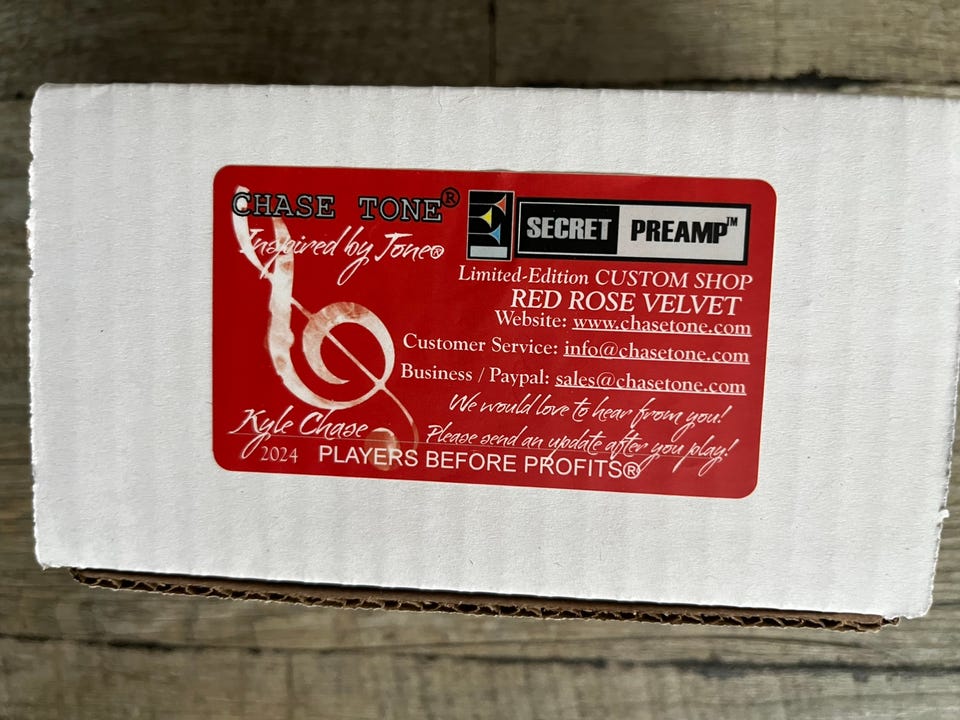 CHASE TONE®
Inspired by Tone®
SECRET PREAMP™
Limited-Edition CUSTOM SHOP
RED ROSE VELVET
Website: www.chasetone.com
Customer Service: info@chasetone.com
Business / Paypal: sales@chasetone.com
We would love to hear from you!
Please send an update after you play!
Kyle Chase
2024
PLAYERS BEFORE PROFITS®